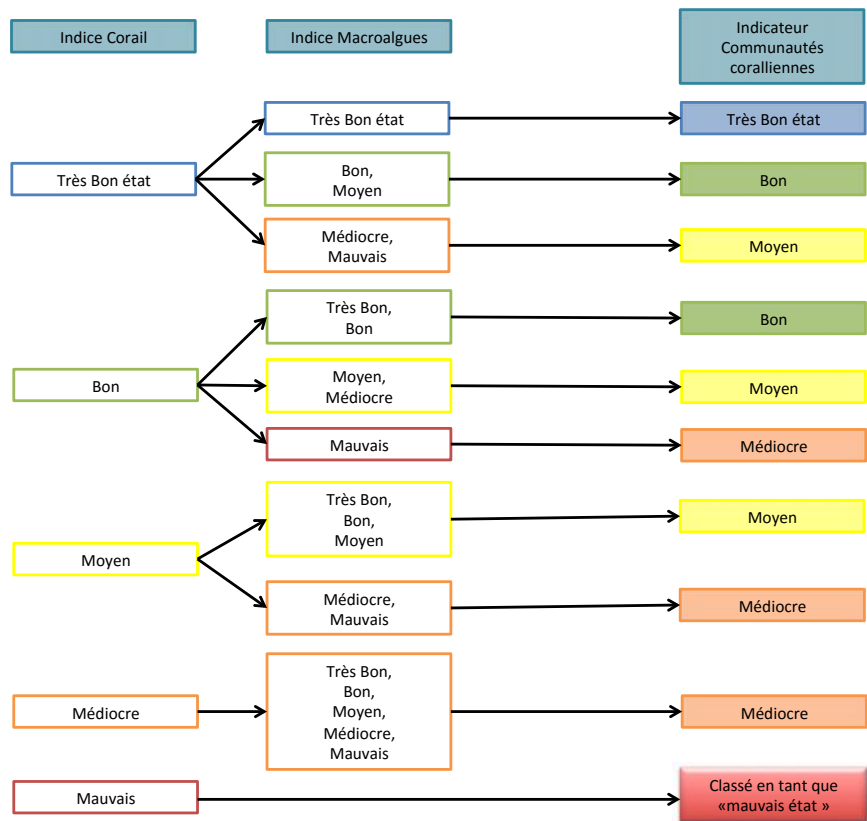 Indice Corail
Indice Macroalgues
Indicateur
Communautés
coralliennes
Très Bon état
Très Bon état
Très Bon état
Bon,
Moyen
Bon
Médiocre,
Mauvais
Moyen
Bon
Très Bon,
Bon
Bon
Moyen,
Médiocre
Moyen
Mauvais
Médiocre
Moyen
Très Bon,
Bon,
Moyen
Moyen
Médiocre,
Mauvais
Médiocre
Médiocre
Très Bon,
Bon,
Moyen,
Médiocre,
Mauvais
Médiocre
Mauvais
Classé en tant que
«mauvais état »